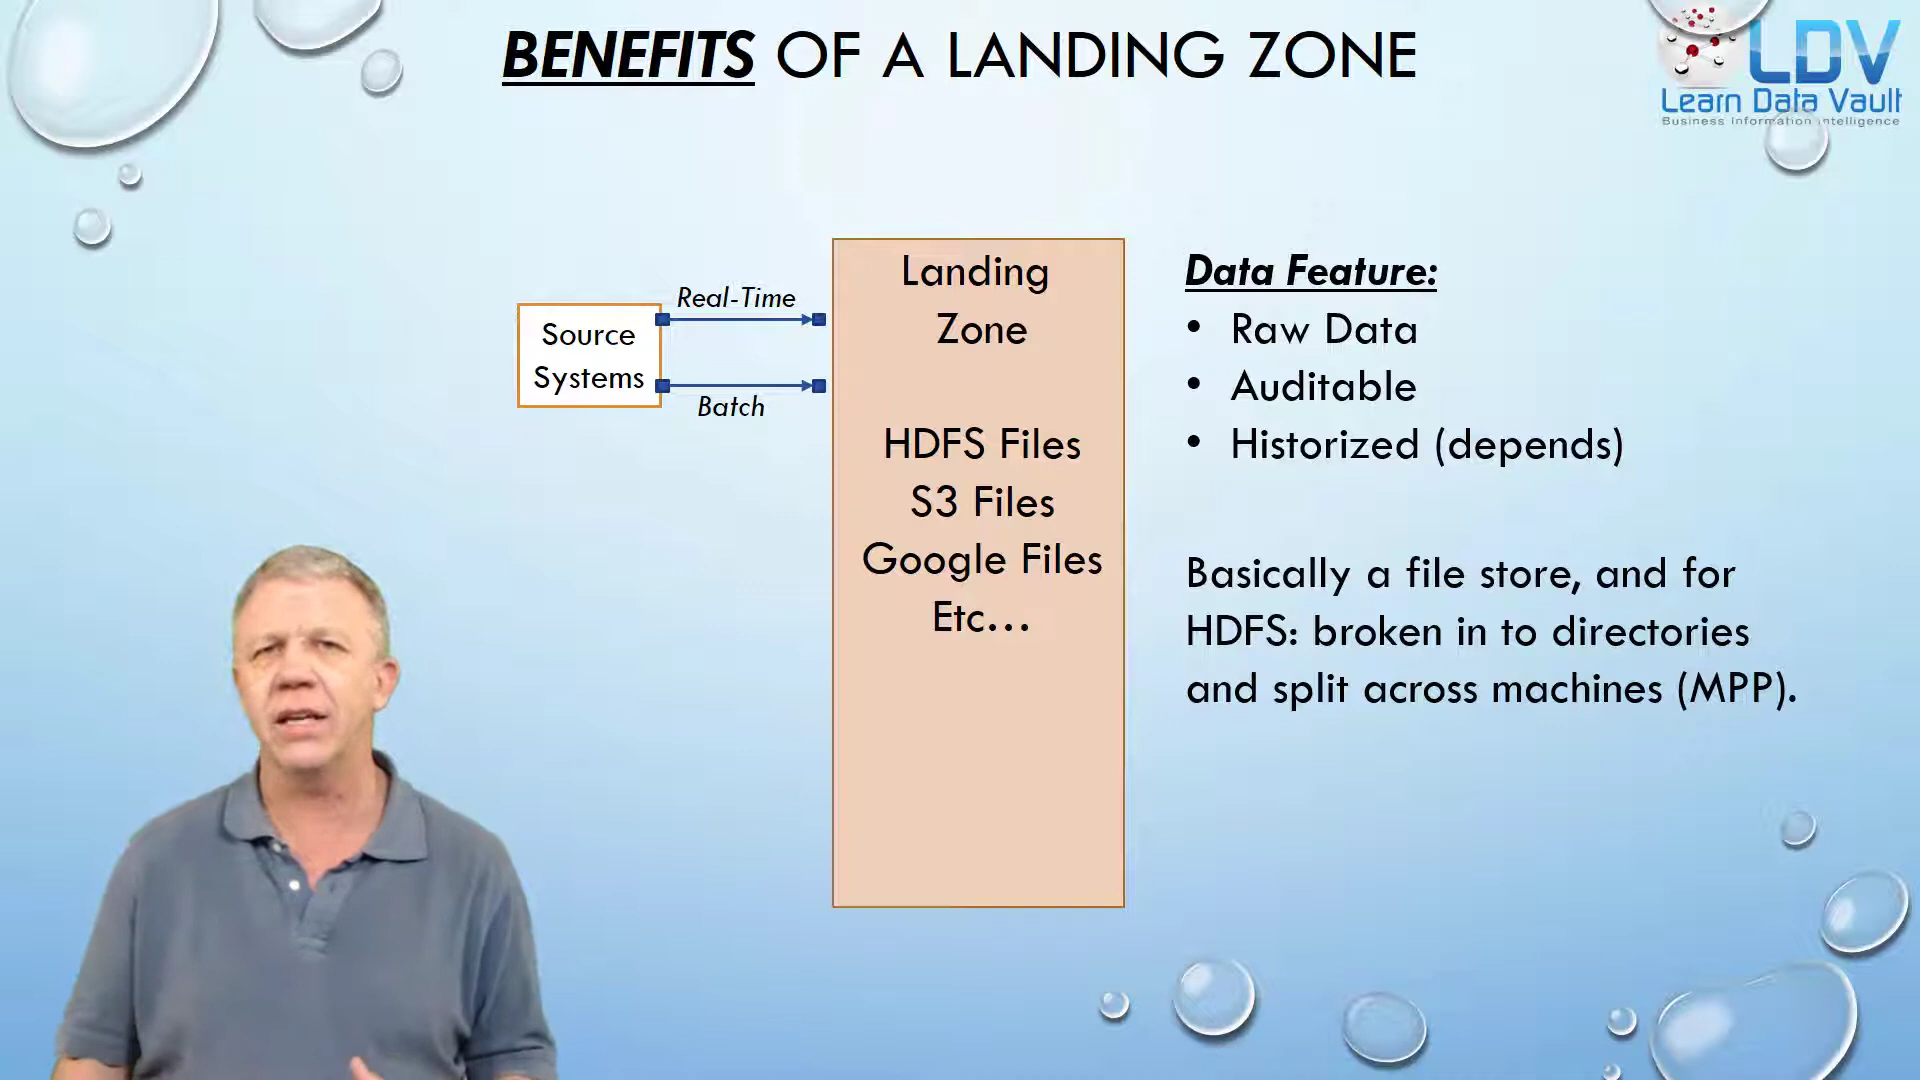 BENEFITS OF A LANDING ZONE
LDV
Learn Data Vault
Business Information Intelligence
Source
Systems
Real-Time
Batch
Landing
Zone
HDFS Files
S3 Files
Google Files
Etc...
Data Feature:
• Raw Data
• Auditable
• Historized (depends)
Basically a file store, and for
HDFS: broken in to directories
and split across machines (MPP).